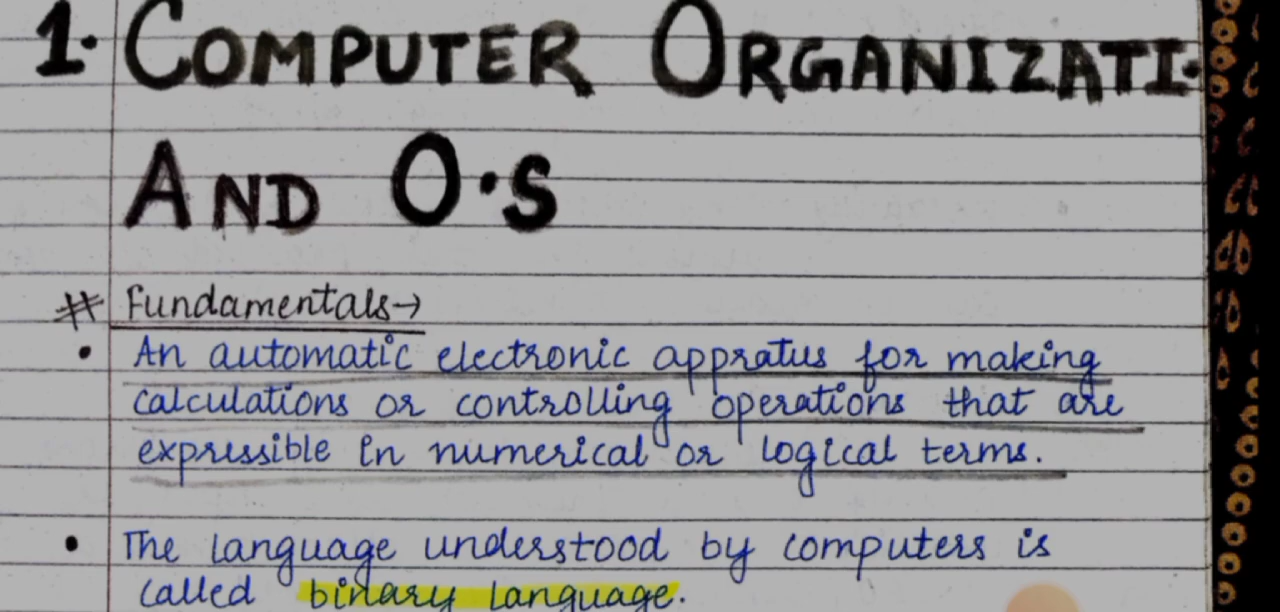 1. COMPUTER ORGANIZATI
AND O.S
# Fundamentals→
• An automatic electronic appratus for making
calculations or controlling operations that are
expressible in numerical or logical terms.
• The language understood by computers is
called binary language.